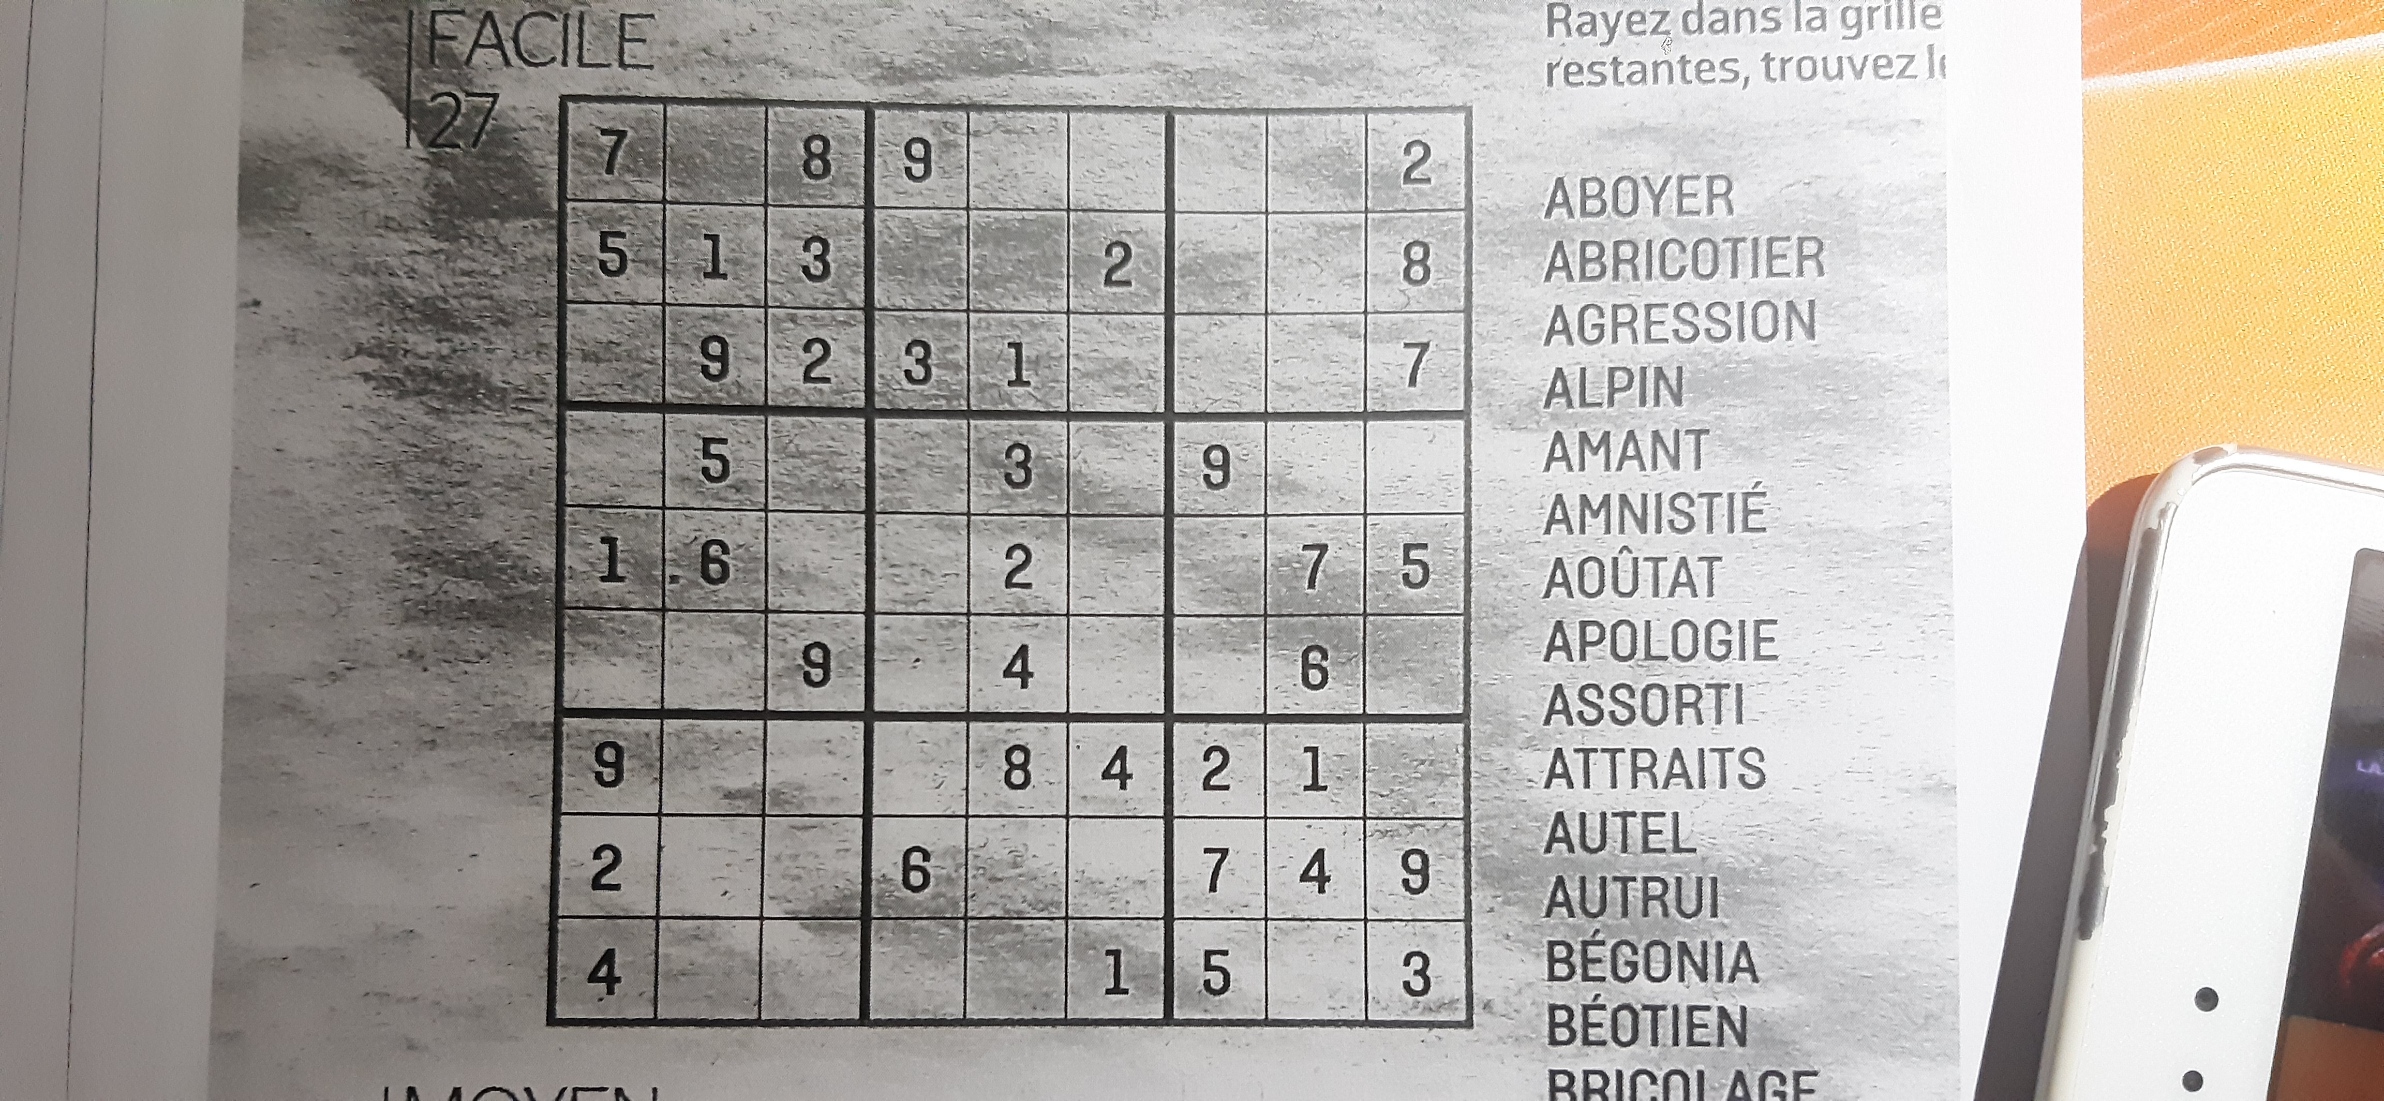 FACILE
27
7 8 9 2
5 1 3 2 8
9 2 3 1 7
5 3 9
1 6 2 7 5
9 4 6
9 8 4 2 1
2 6 7 4 9
4 1 5 3
Rayez dans la grille
restantes, trouvez
ABOYER
ABRICOTIER
AGRESSION
ALPIN
AMANT
AMNISTIÉ
AOÛTAT
APOLOGIE
ASSORTI
ATTRAITS
AUTEL
AUTRUI
BÉGONIA
BÉOTIEN
BRICOLAGE
MOYEN